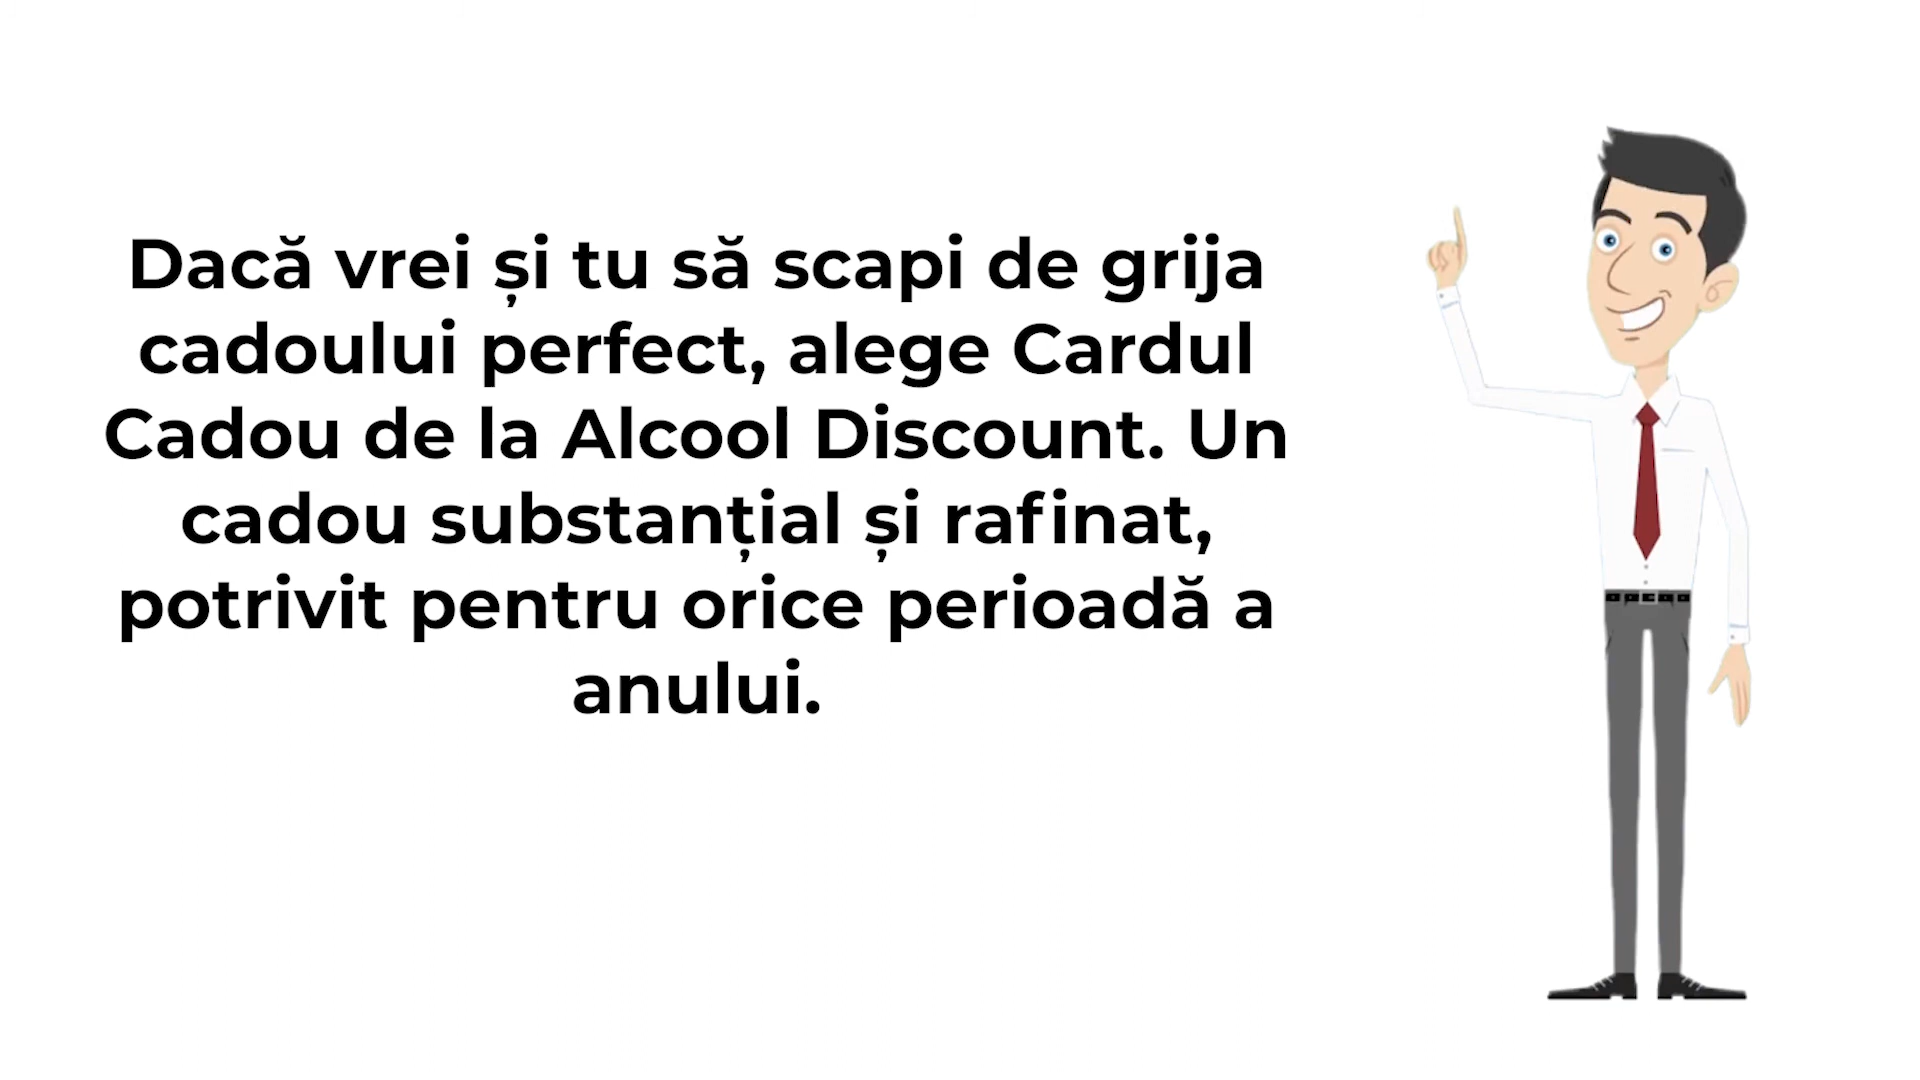 Dacă vrei și tu să scapi de grija
cadoului perfect, alege Cardul
Cadou de la Alcool Discount. Un
cadou substanțial și rafinat,
potrivit pentru orice perioadă a
anului.